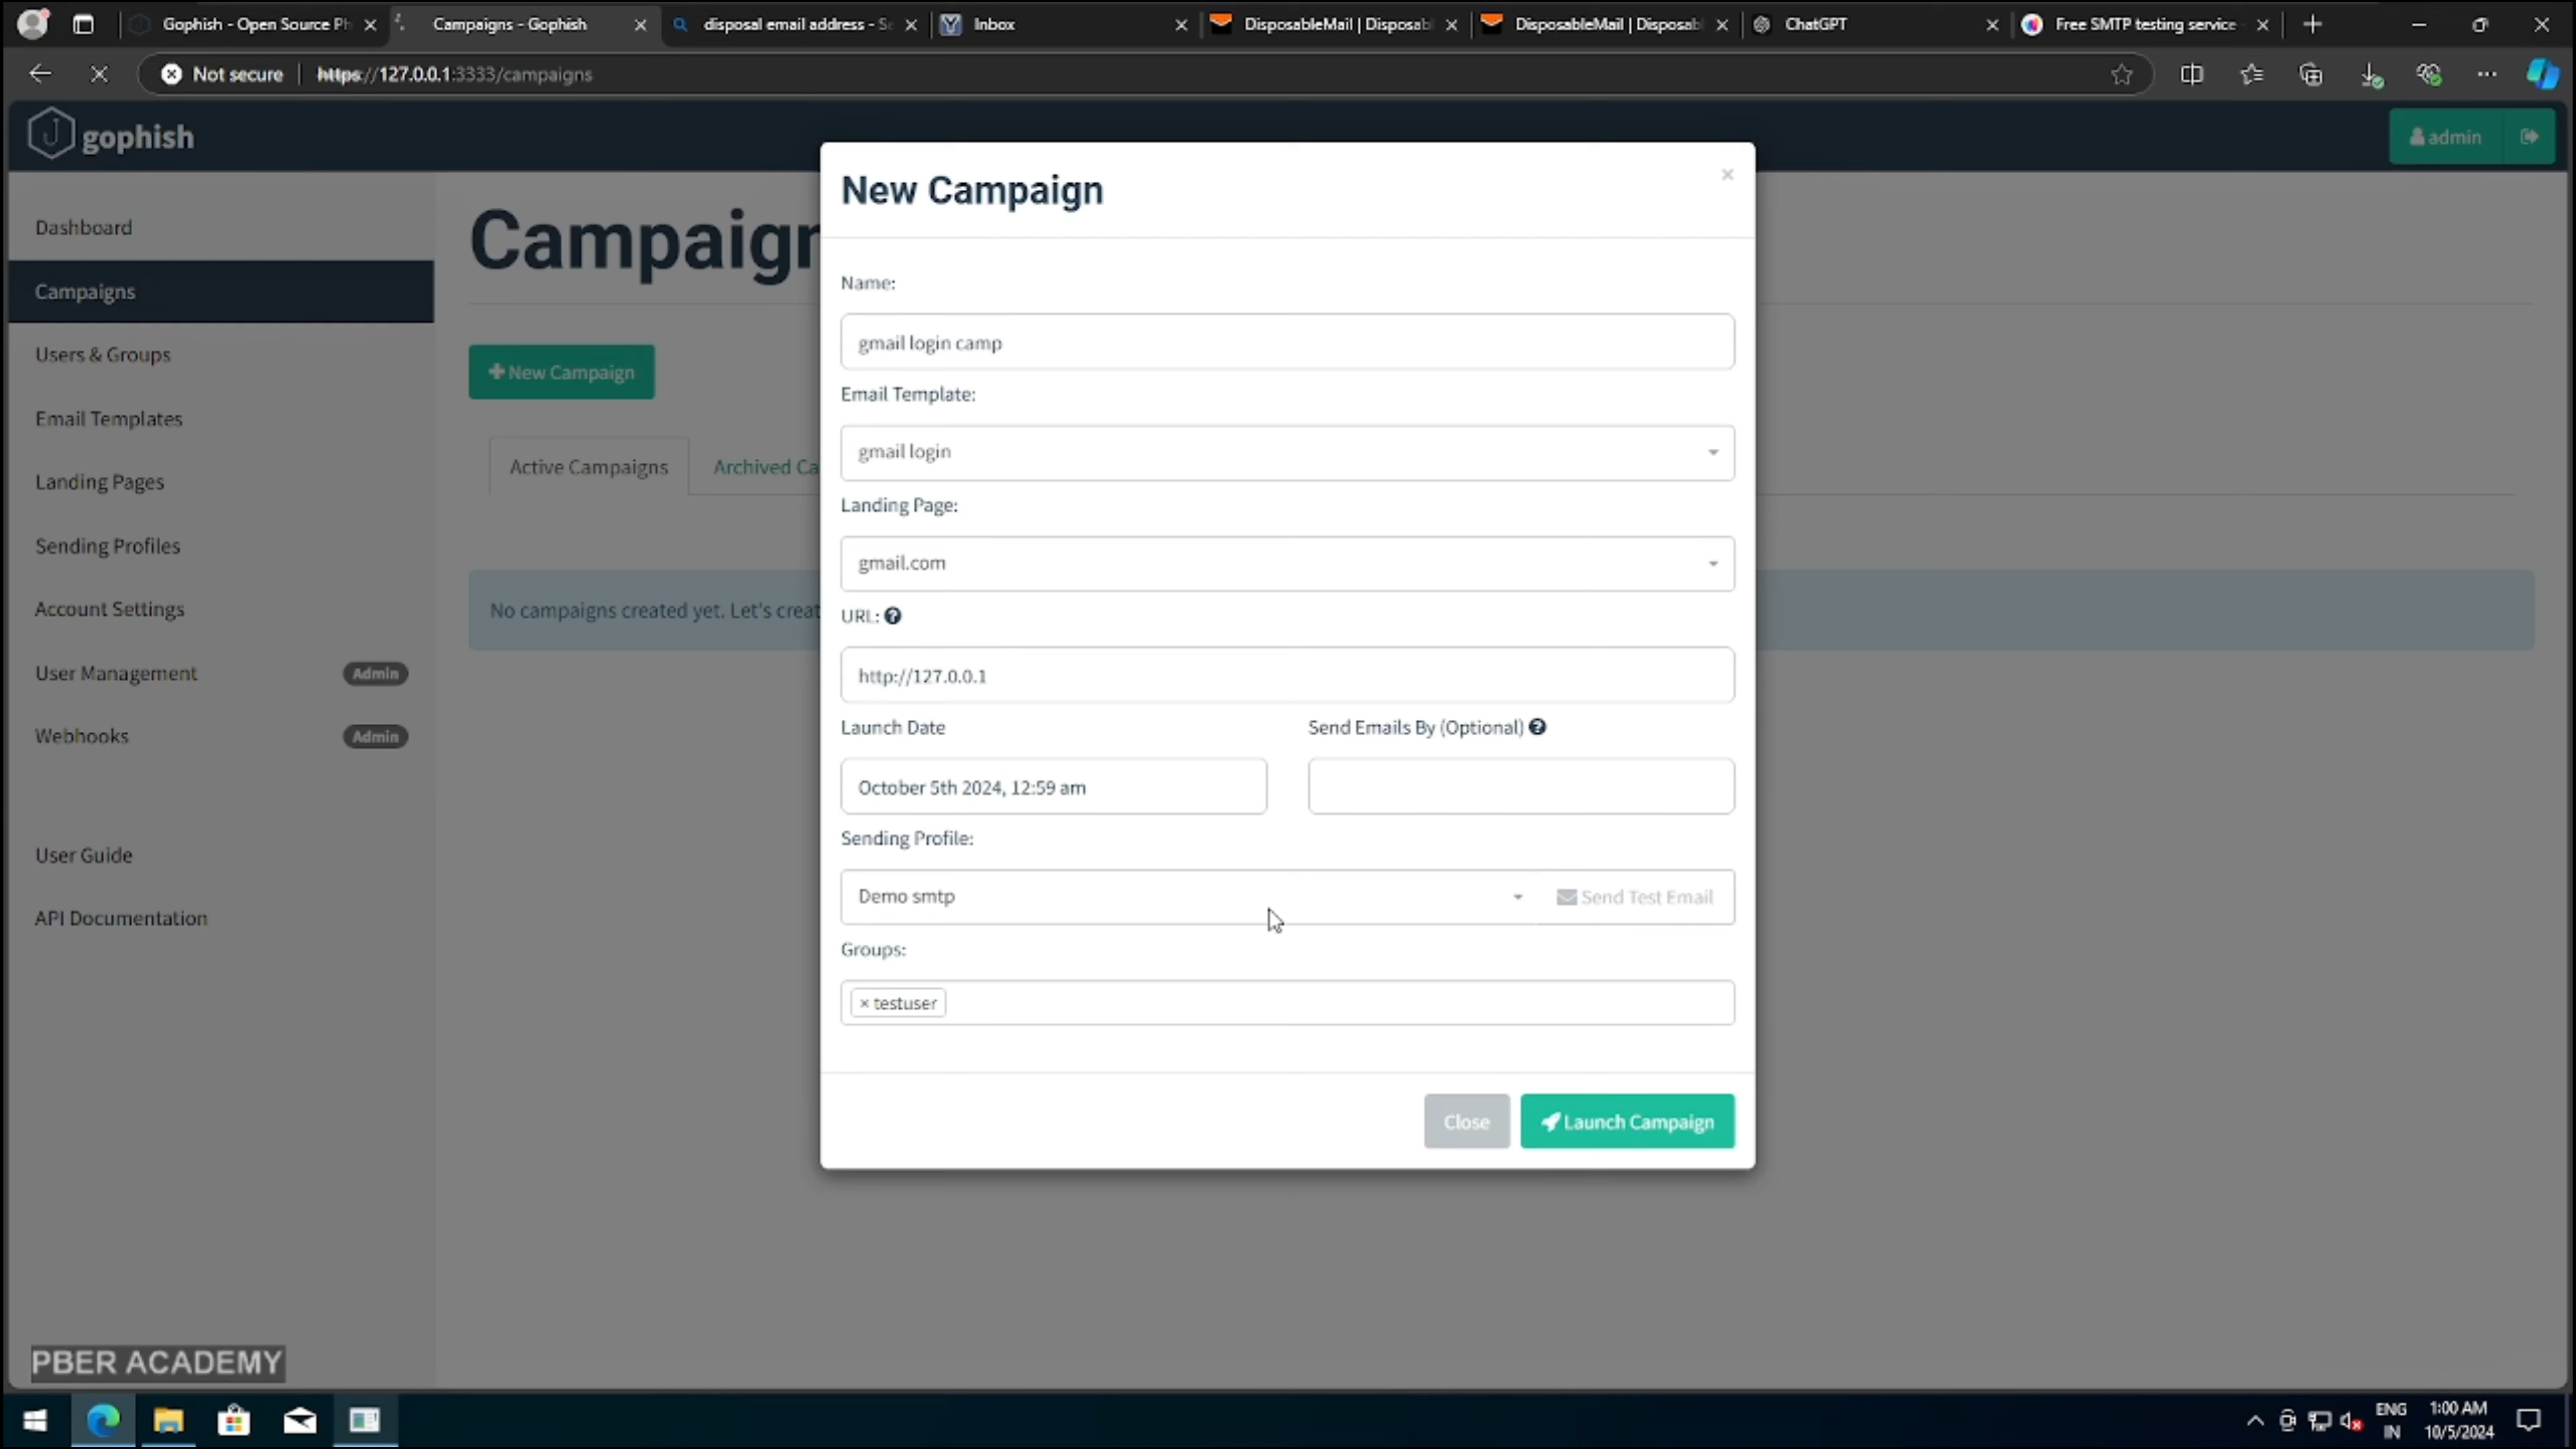 Gophish - Open Source Ph
Campaigns - Gophish
disposal email address - Se
Inbox
DisposableMail | Disposabl
DisposableMail | Disposabl
ChatGPT
Free SMTP testing service -
Not secure
https://127.0.0.1:3333/campaigns
gophish
admin
Dashboard
Campaigns
Users & Groups
Email Templates
Landing Pages
Sending Profiles
Account Settings
User Management
Admin
Webhooks
Admin
User Guide
API Documentation
Campaign
New Campaign
Active Campaigns
Archived Ca
No campaigns created yet. Let's creat
New Campaign
×
Name:
gmail login camp
Email Template:
gmail login
Landing Page:
gmail.com
URL:
http://127.0.0.1
Launch Date
Send Emails By (Optional)
October 5th 2024, 12:59 am
Sending Profile:
Demo smtp
Send Test Email
Groups:
× testuser
Close
Launch Campaign
PBER ACADEMY
ENG
IN
1:00 AM
10/5/2024